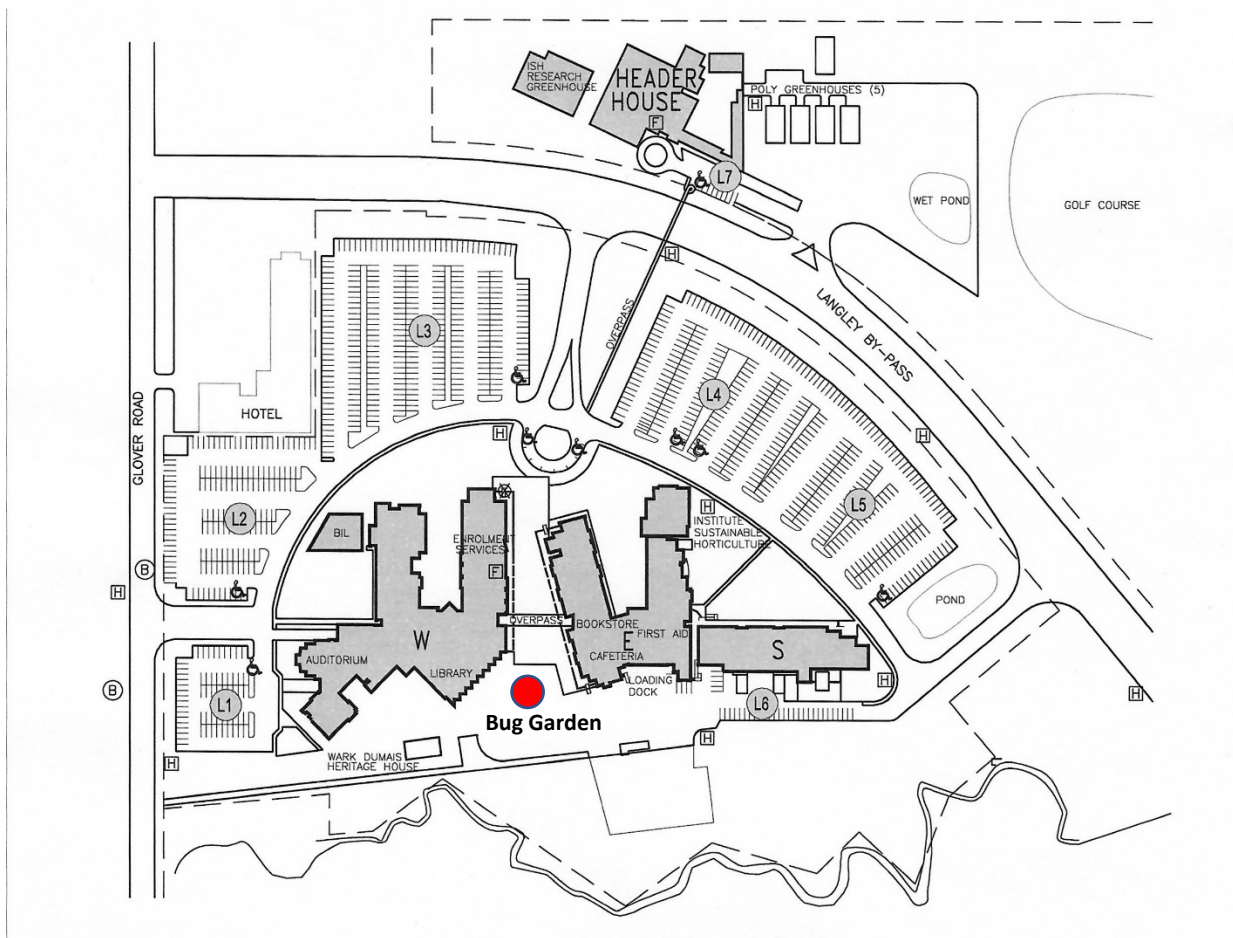 ISH
RESEARCH
GREENHOUSE
HEADER
HOUSE
F
H
POLY GREENHOUSES (5)
L7
WET POND
GOLF COURSE
H
LANGLEY BY-PASS
OVERPASS
L3
L4
HOTEL
GLOVER ROAD
H
H
L2
L5
BIL
ENROLMENT
SERVICES
F
H
INSTITUTE
SUSTAINABLE
HORTICULTURE
B
H
POND
OVERPASS
BOOKSTORE
W
E
FIRST AID
S
CAFETERIA
AUDITORIUM
LIBRARY
LOADING
DOCK
H
B
H
L1
L6
Bug Garden
H
H
WARK DUMAIS
HERITAGE HOUSE